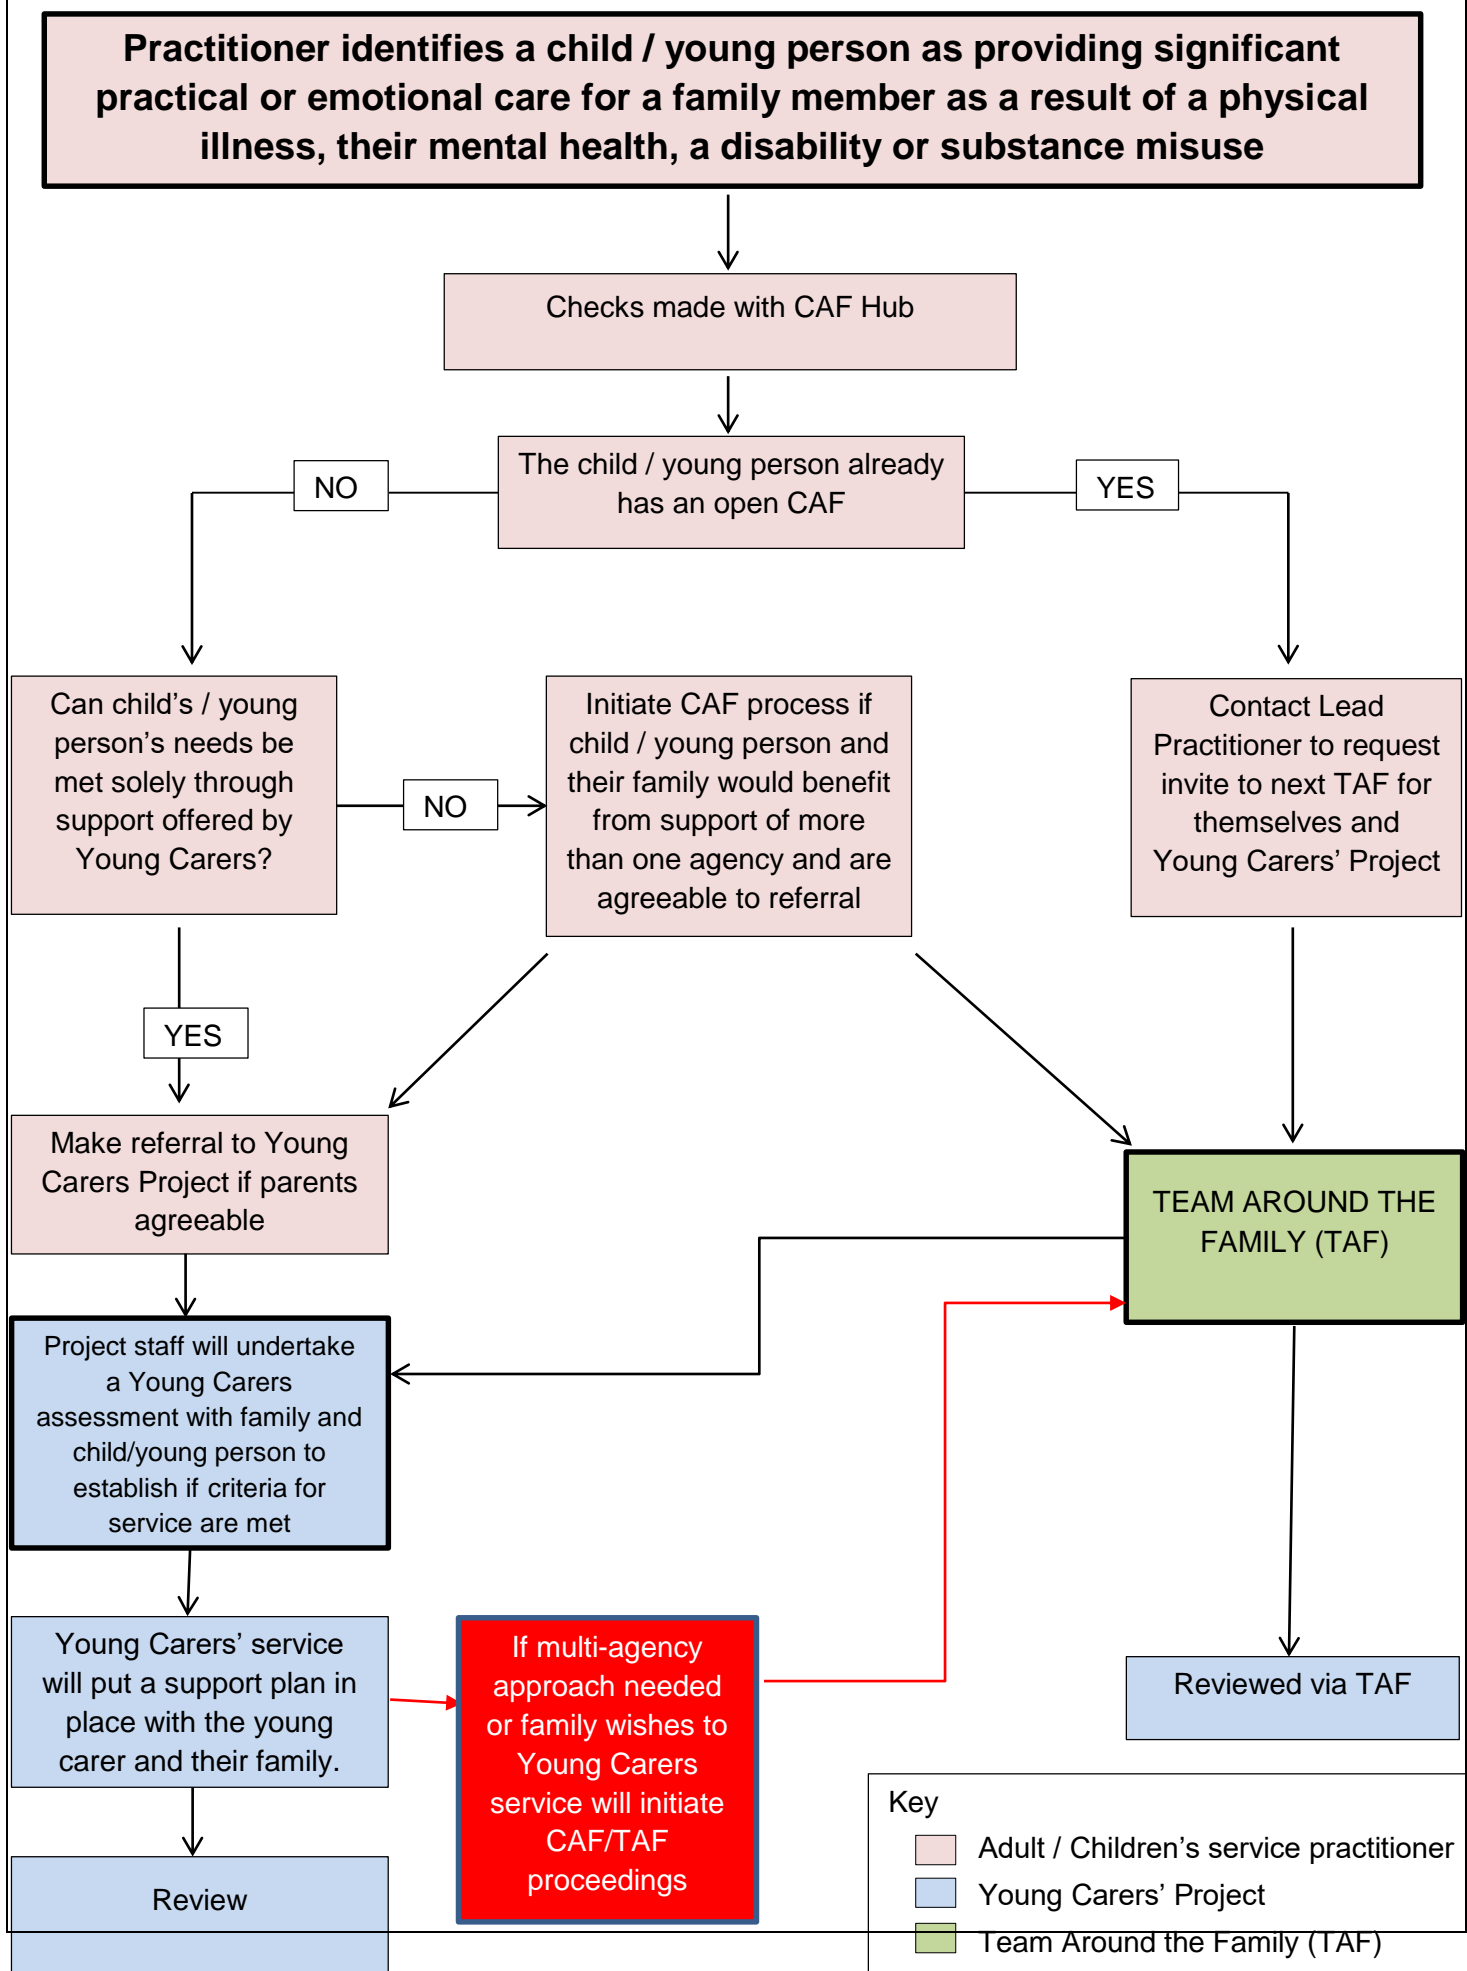 Practitioner identifies a child / young person as providing significant
practical or emotional care for a family member as a result of a physical
illness, their mental health, a disability or substance misuse
Checks made with CAF Hub
The child / young person already
has an open CAF
NO
YES
Can child’s / young
person’s needs be
met solely through
support offered by
Young Carers?
NO
Initiate CAF process if
child / young person and
their family would benefit
from support of more
than one agency and are
agreeable to referral
Contact Lead
Practitioner to request
invite to next TAF for
themselves and
Young Carers’ Project
YES
Make referral to Young
Carers Project if parents
agreeable
TEAM AROUND THE
FAMILY (TAF)
Project staff will undertake
a Young Carers
assessment with family and
child/young person to
establish if criteria for
service are met
Young Carers’ service
will put a support plan in
place with the young
carer and their family.
If multi-agency
approach needed
or family wishes to
Young Carers
service will initiate
CAF/TAF
proceedings
Reviewed via TAF
Review
Key
Adult / Children’s service practitioner
Young Carers’ Project
Team Around the Family (TAF)